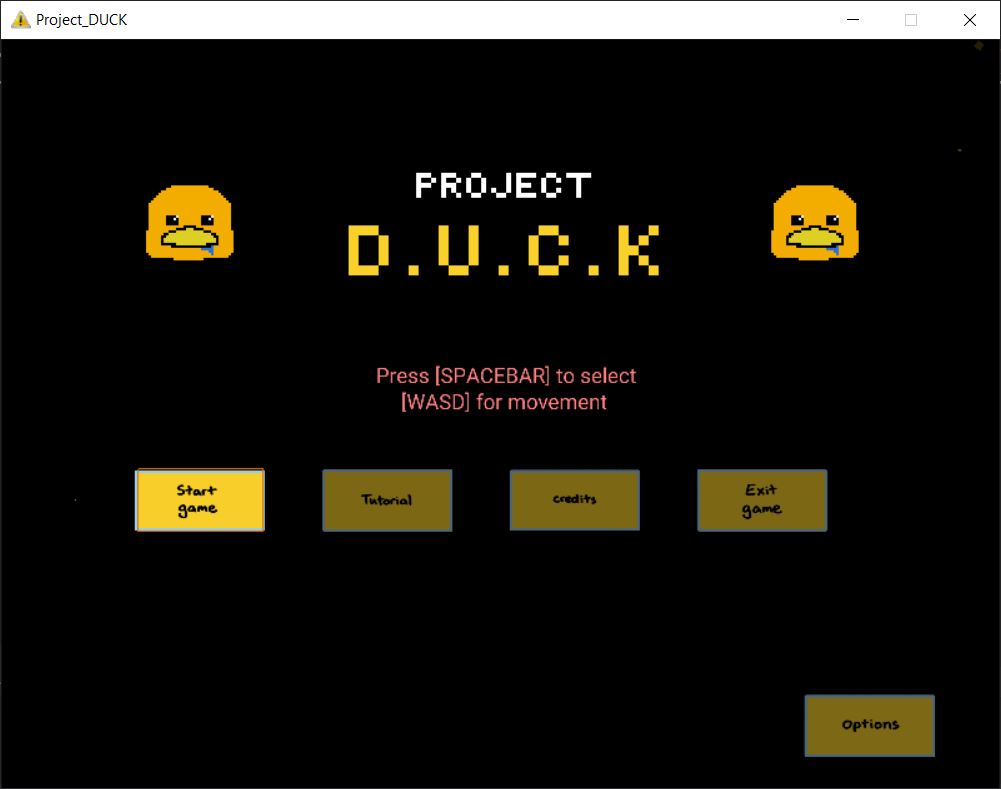 Project_DUCK
PROJECT
D.U.C.K
Press [SPACEBAR] to select
[WASD] for movement
Start
game
Tutorial
credits
Exit
game
Options